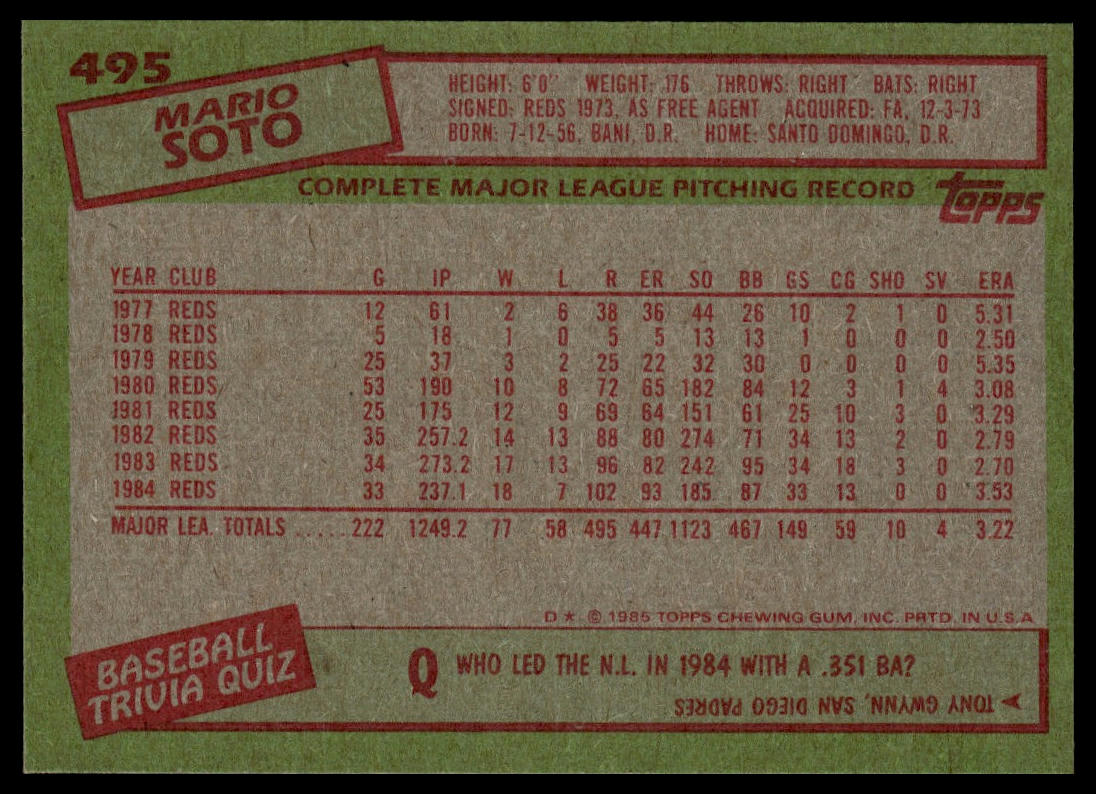 495
MARIO
SOTO
HEIGHT: 6'0" WEIGHT: 176 THROWS: RIGHT BATS: RIGHT
SIGNED: REDS 1973, AS FREE AGENT ACQUIRED: FA, 12-3-73
BORN: 7-12-56, BANI, D.R. HOME: SANTO DOMINGO, D.R.
COMPLETE MAJOR LEAGUE PITCHING RECORD
topps
YEAR CLUB G IP W L R ER SO BB GS CG SHO SV ERA
1977 REDS 12 61 2 6 38 36 44 26 10 2 1 0 5.31
1978 REDS 5 18 1 0 5 5 13 13 1 0 0 0 2.50
1979 REDS 25 37 3 2 25 22 32 30 0 0 0 0 5.35
1980 REDS 53 190 10 8 72 65 182 84 12 3 1 4 3.08
1981 REDS 25 175 12 9 69 64 151 61 25 10 3 0 3.29
1982 REDS 35 257.2 14 13 88 80 274 71 34 13 2 0 2.79
1983 REDS 34 273.2 17 13 96 82 242 95 34 18 3 0 2.70
1984 REDS 33 237.1 18 7 102 93 185 87 33 13 0 0 3.53
MAJOR LEA. TOTALS ..... 222 1249.2 77 58 495 447 1123 467 149 59 10 4 3.22
D ★ © 1985 TOPPS CHEWING GUM, INC. PRTD. IN U.S.A
BASEBALL
TRIVIA QUIZ
Q WHO LED THE N.L. IN 1984 WITH A .351 BA?
TONY GWYNN, SAN DIEGO PADRES